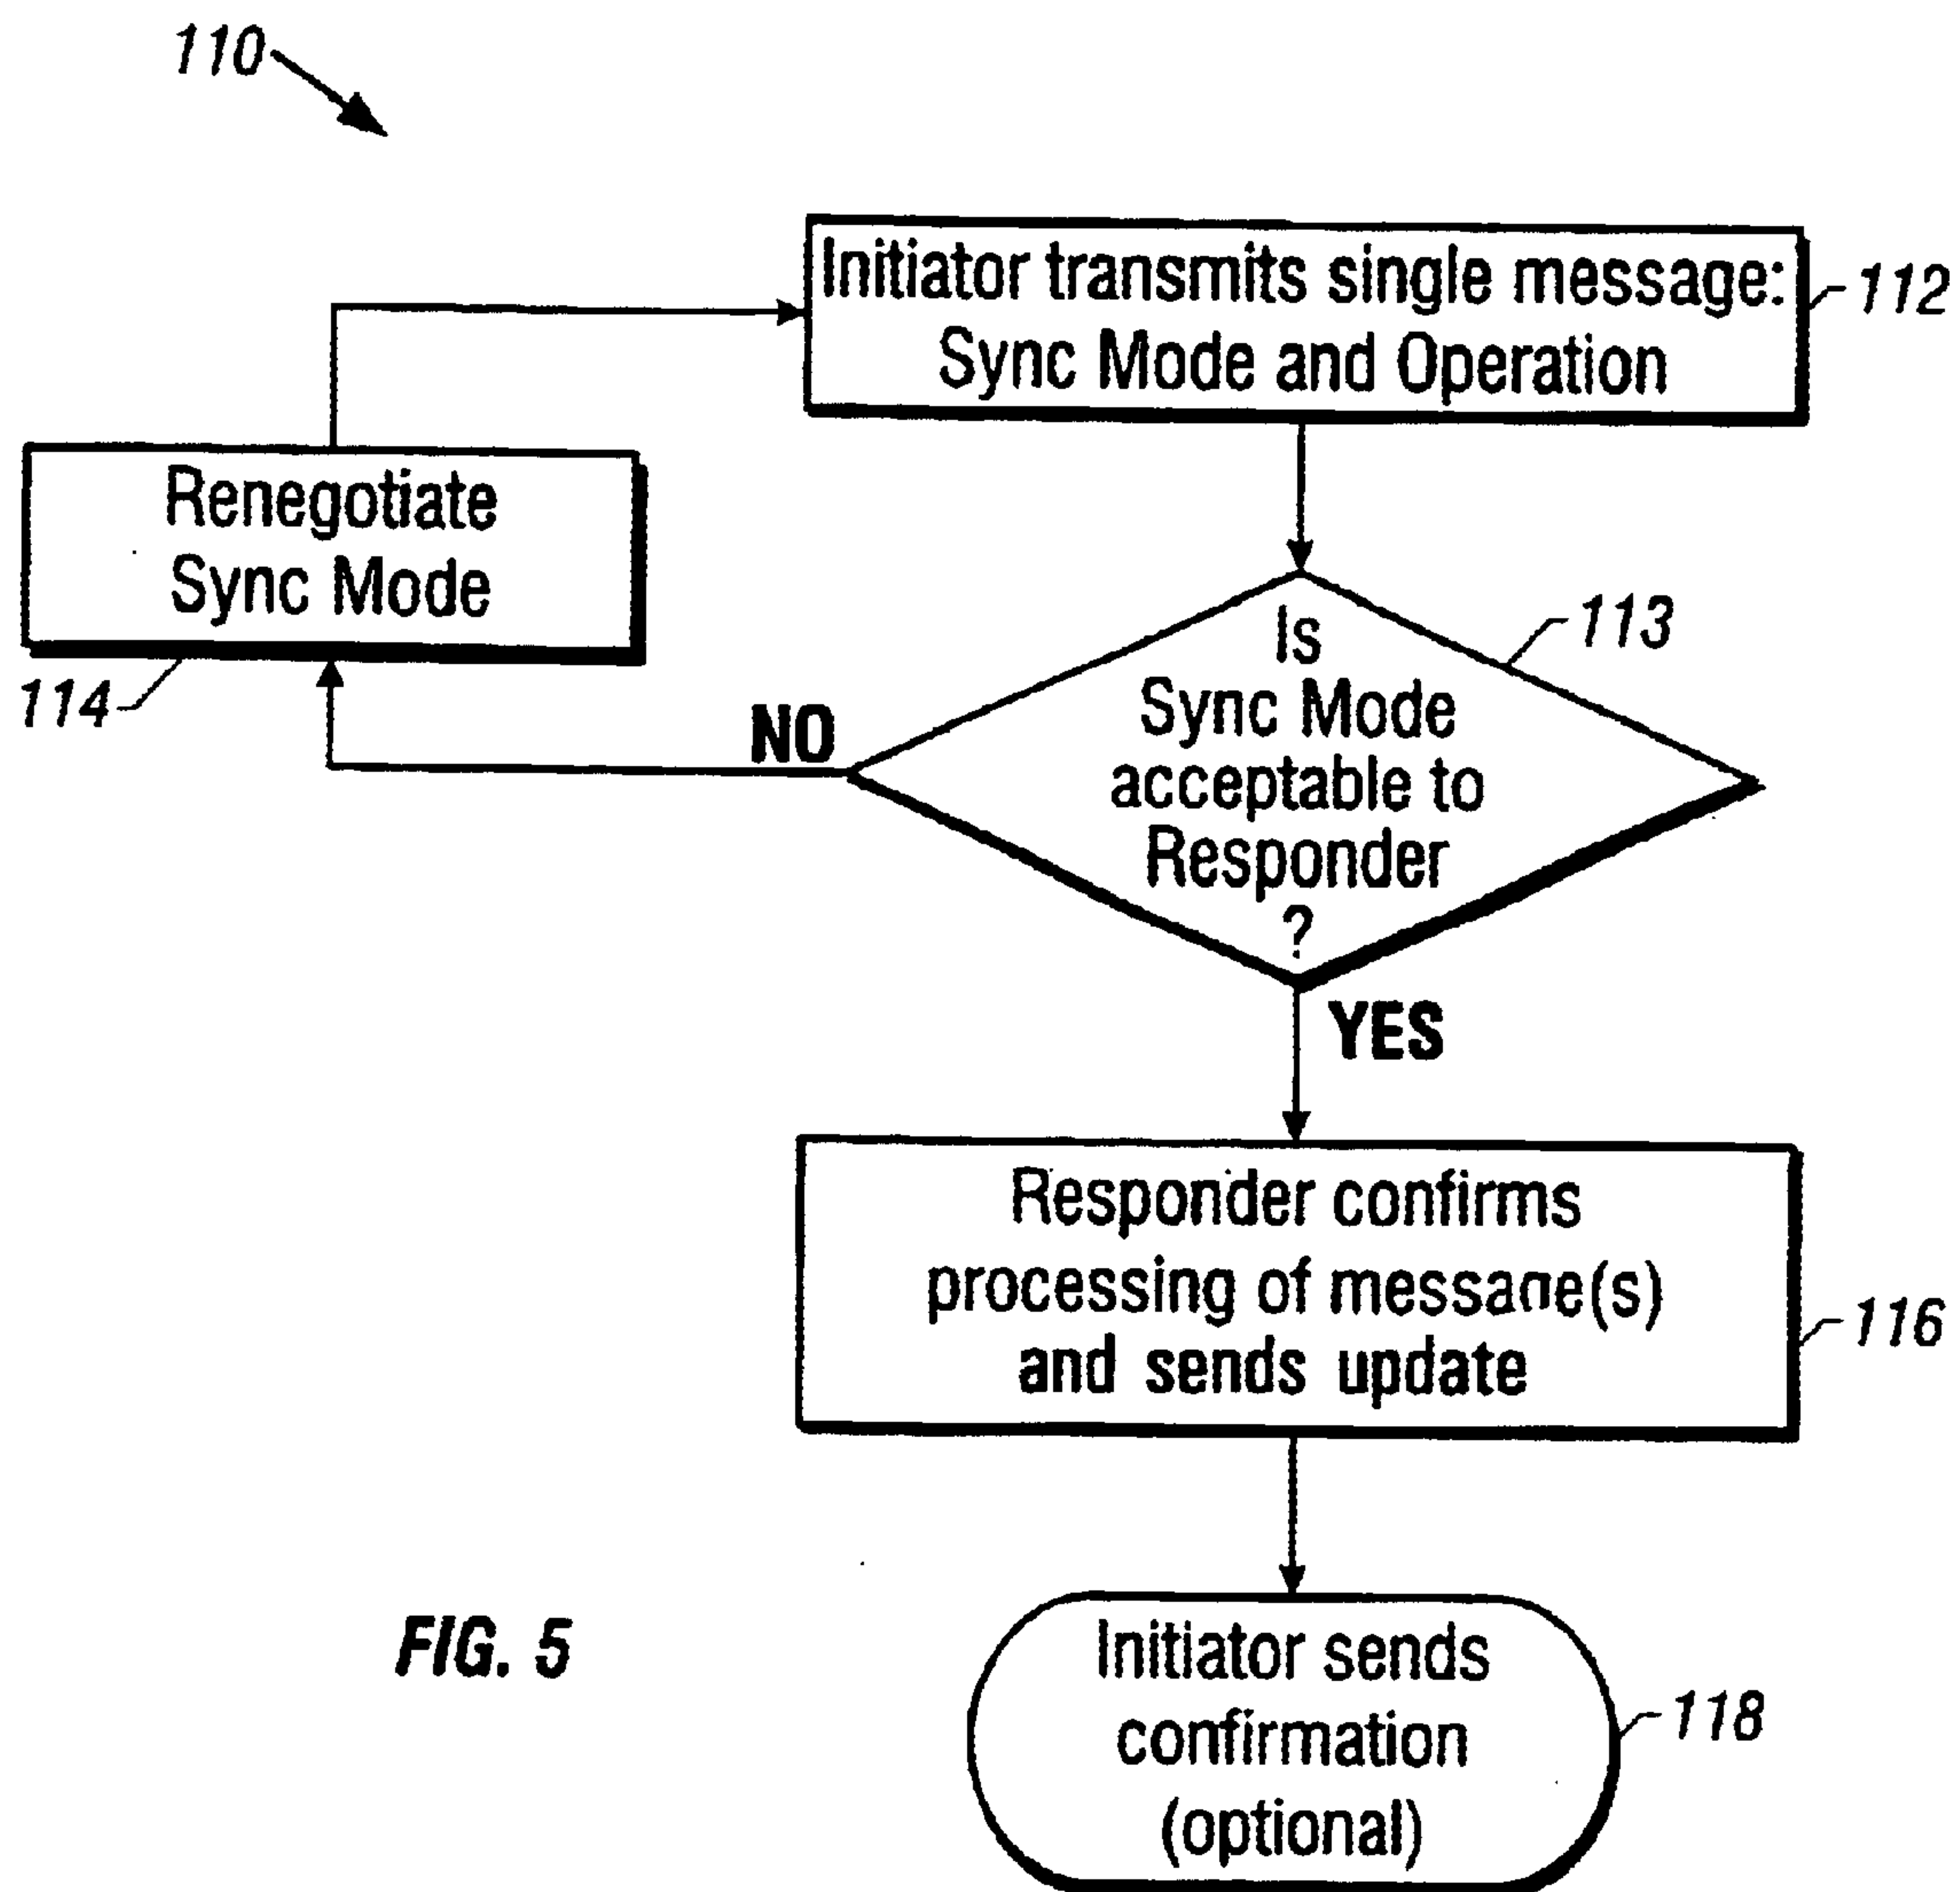 110
Initiator transmits single message:
Sync Mode and Operation
112
Renegotiate
Sync Mode
114
Is
Sync Mode
acceptable to
Responder
?
113
NO
YES
Responder confirms
processing of message(s)
and sends update
116
Initiator sends
confirmation
(optional)
118
FIG. 5